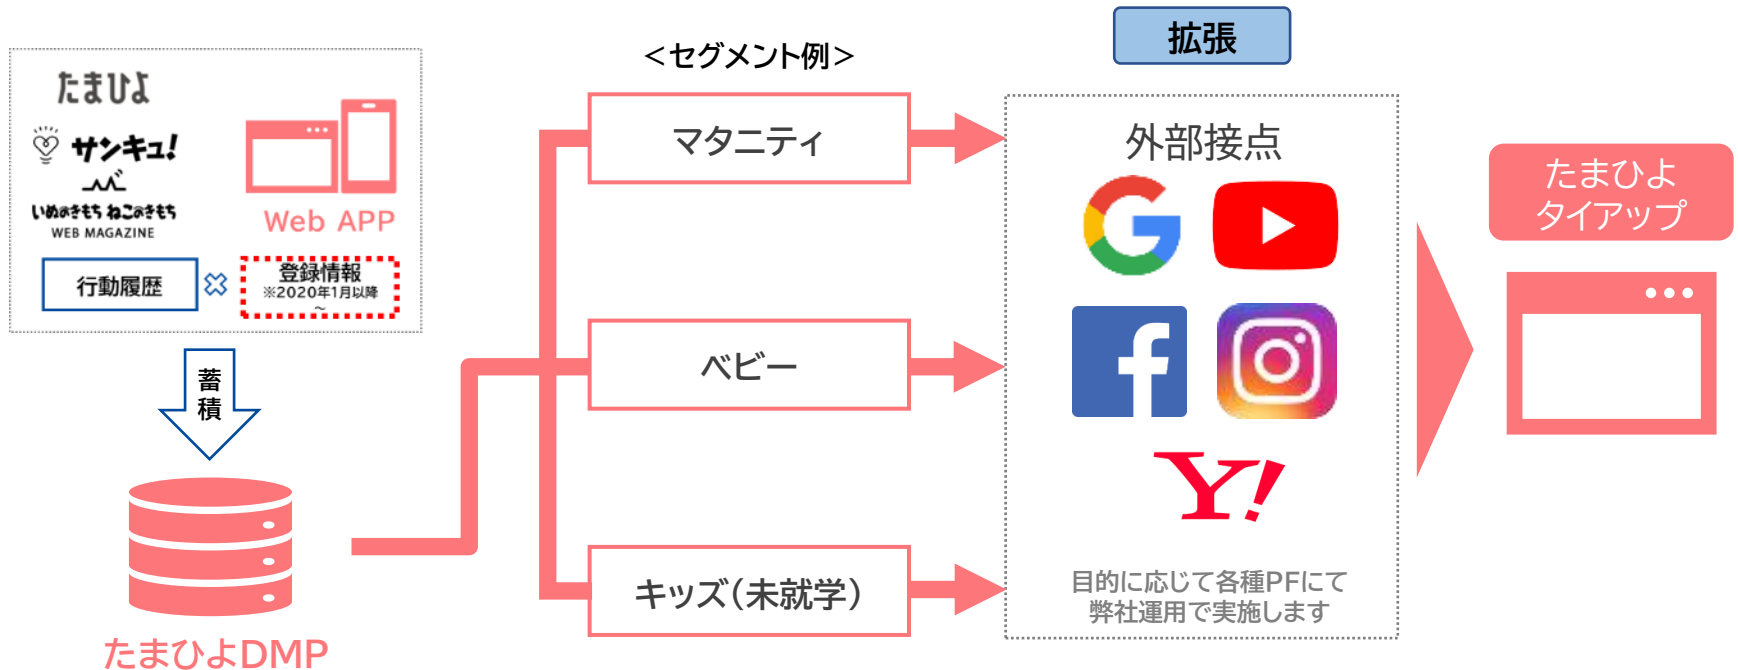 たまひよ
サンキュ!
いぬのきもち ねこのきもち
WEB MAGAZINE
Web APP
行動履歴
登録情報
※2020年1月以降
~
蓄
積
たまひよDMP
<セグメント例>
マタニティ
ベビー
キッズ(未就学)
拡張
外部接点
G
f
Y!
目的に応じて各種PFにて
弊社運用で実施します
たまひよ
タイアップ